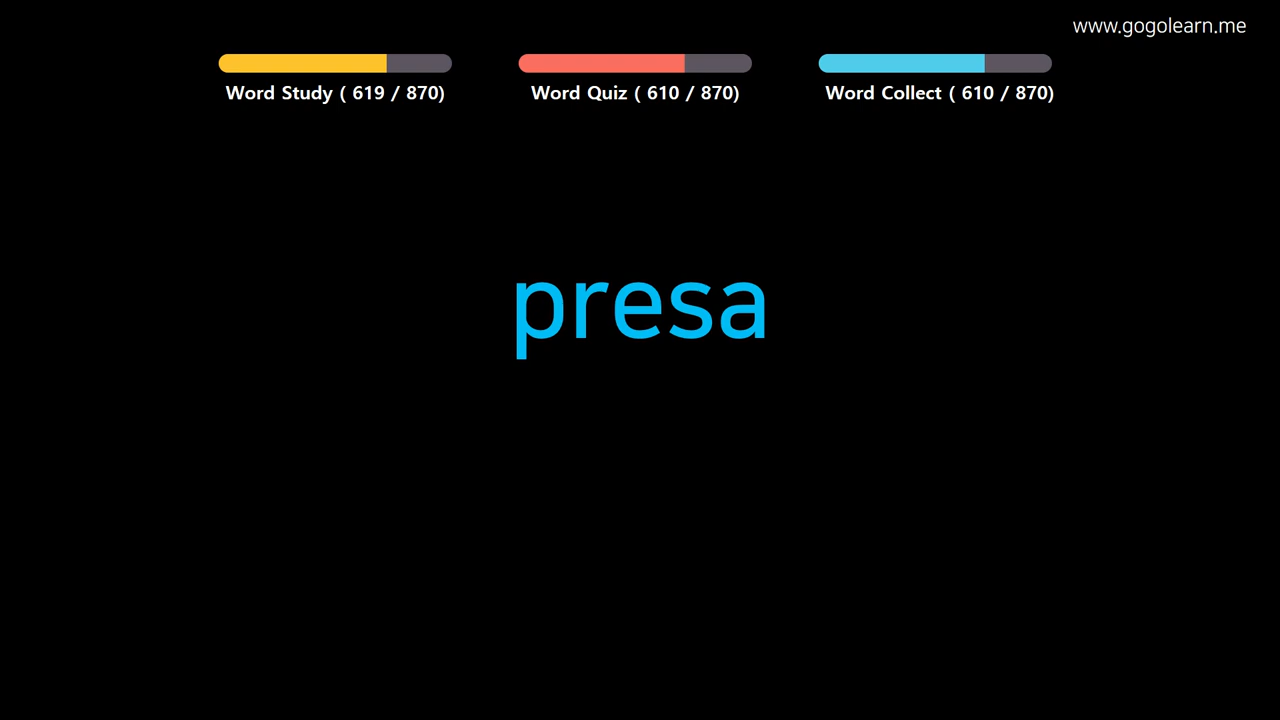 www.gogolearn.me
Word Study ( 619 / 870)
Word Quiz ( 610 / 870)
Word Collect ( 610 / 870)
presa